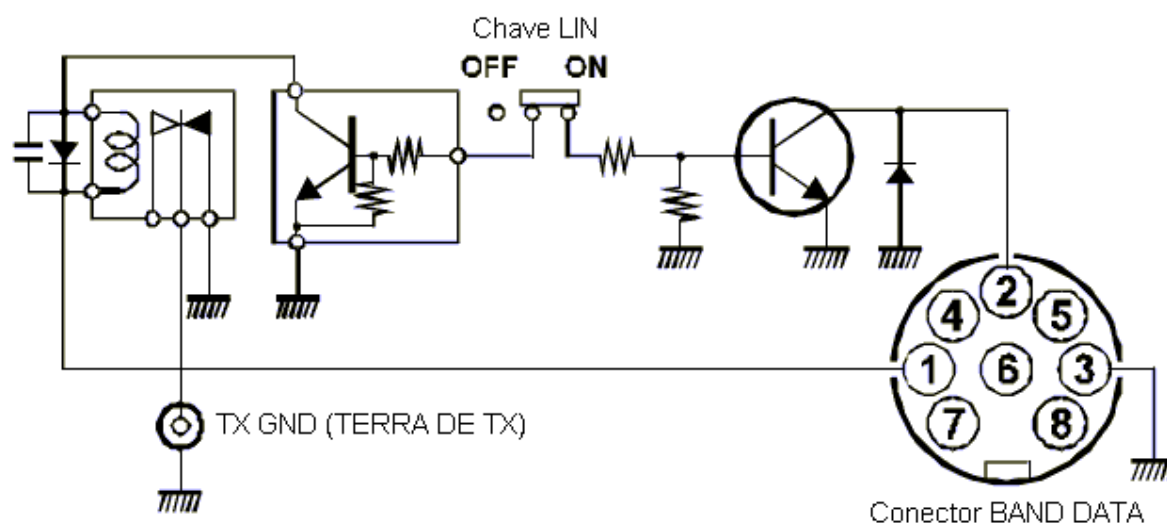 Chave LIN
OFF ON
2
4 5
1 6 3
7 8
TX GND (TERRA DE TX)
Conector BAND DATA